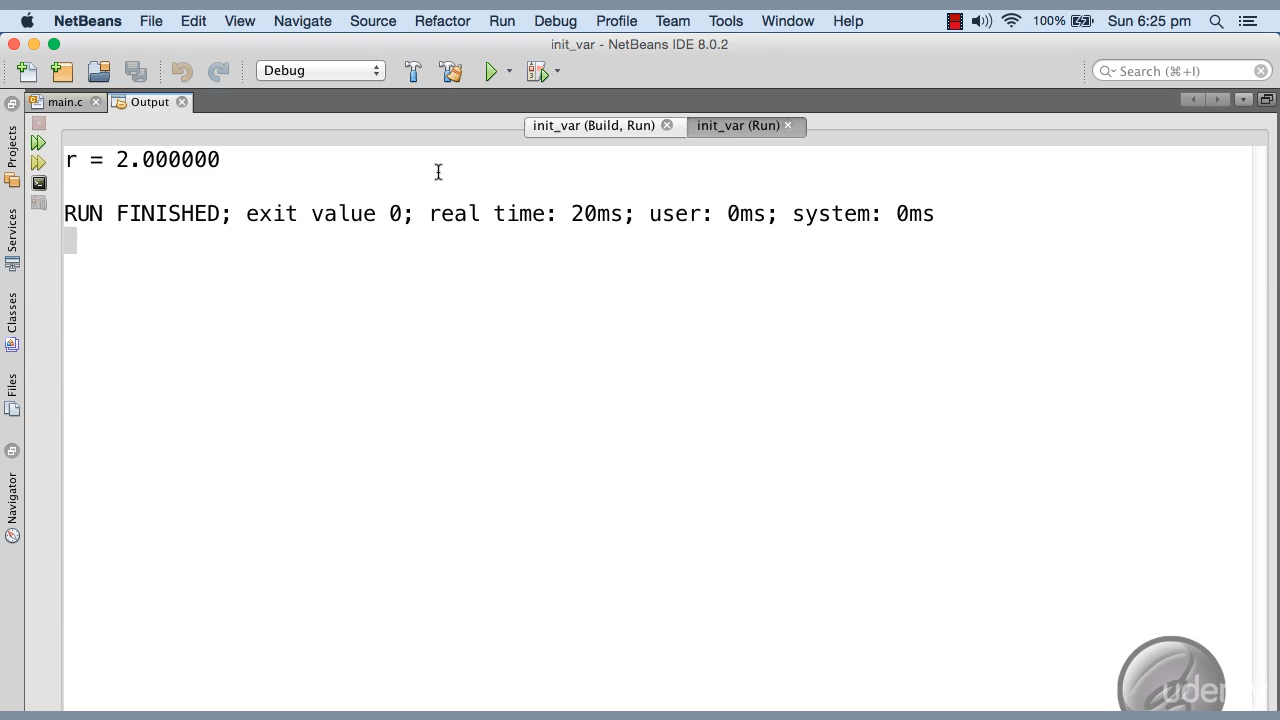 NetBeans File Edit View Navigate Source Refactor Run Debug Profile Team Tools Window Help 100% Sun 6:25 pm
init_var - NetBeans IDE 8.0.2
Debug Search (⌘+I)
main.c Output
init_var (Build, Run) init_var (Run)
r = 2.000000
RUN FINISHED; exit value 0; real time: 20ms; user: 0ms; system: 0ms
Projects
Services
Classes
Files
Navigator